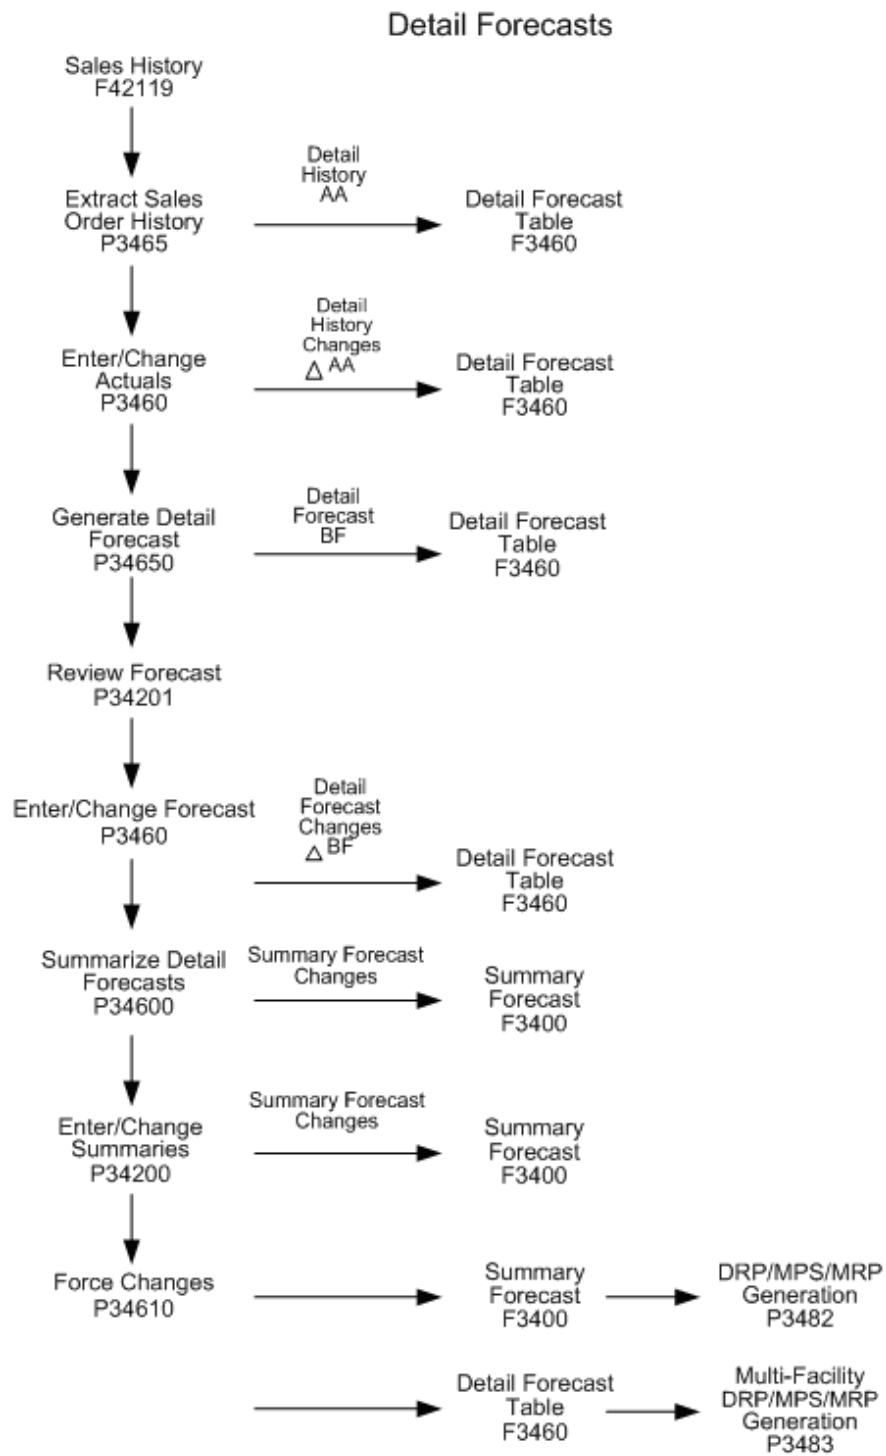 Detail Forecasts
Sales History
F42119
Detail
History
AA
Extract Sales
Order History
P3465
Detail Forecast
Table
F3460
Detail
History
Changes
△ AA
Enter/Change
Actuals
P3460
Detail Forecast
Table
F3460
Detail
Forecast
BF
Generate Detail
Forecast
P34650
Detail Forecast
Table
F3460
Review Forecast
P34201
Enter/Change Forecast
P3460
Detail
Forecast
Changes
△ BF
Detail Forecast
Table
F3460
Summarize Detail
Forecasts
P34600
Summary Forecast
Changes
Summary
Forecast
F3400
Enter/Change
Summaries
P34200
Summary Forecast
Changes
Summary
Forecast
F3400
Force Changes
P34610
Summary
Forecast
F3400
DRP/MPS/MRP
Generation
P3482
Detail Forecast
Table
F3460
Multi-Facility
DRP/MPS/MRP
Generation
P3483